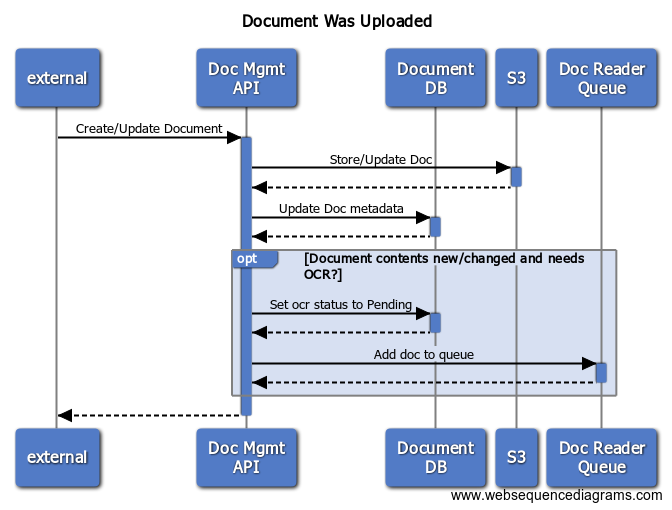 Document Was Uploaded
external
Doc Mgmt
API
Document
DB
S3
Doc Reader
Queue
Create/Update Document
Store/Update Doc
Update Doc metadata
opt
[Document contents new/changed and needs
OCR?]
Set ocr status to Pending
Add doc to queue
external
Doc Mgmt
API
Document
DB
S3
Doc Reader
Queue
www.websequencediagrams.com